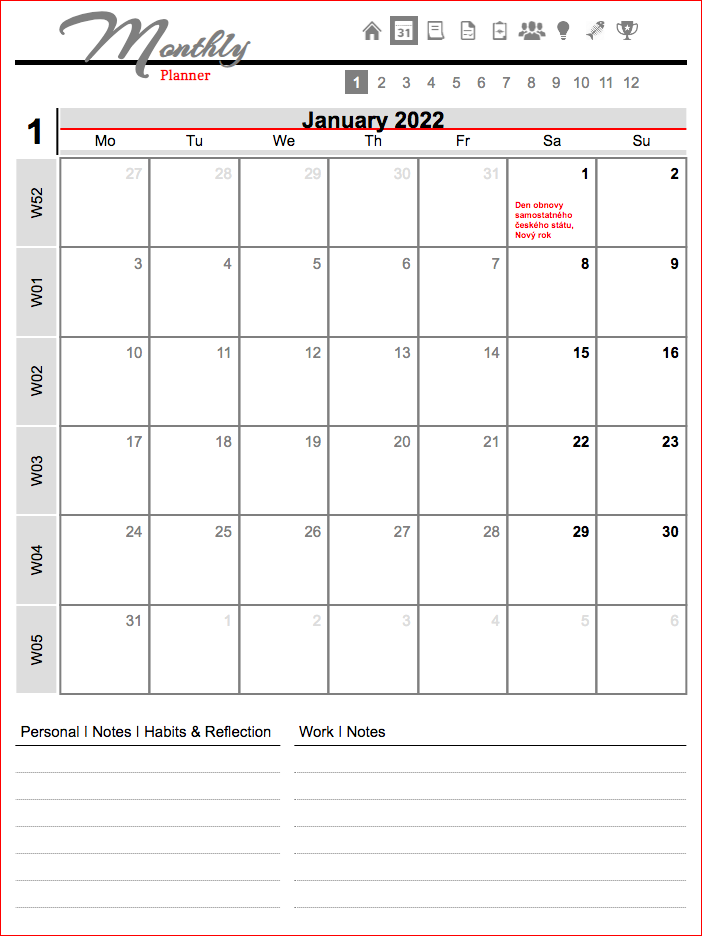 Monthly
Planner
31
1 2 3 4 5 6 7 8 9 10 11 12
1
January 2022
Mo Tu We Th Fr Sa Su
W52
27 28 29 30 31 1 2
Den obnovy
samostatného
českého státu,
Nový rok
W01
3 4 5 6 7 8 9
W02
10 11 12 13 14 15 16
W03
17 18 19 20 21 22 23
W04
24 25 26 27 28 29 30
W05
31 1 2 3 4 5 6
Personal | Notes | Habits & Reflection
Work | Notes